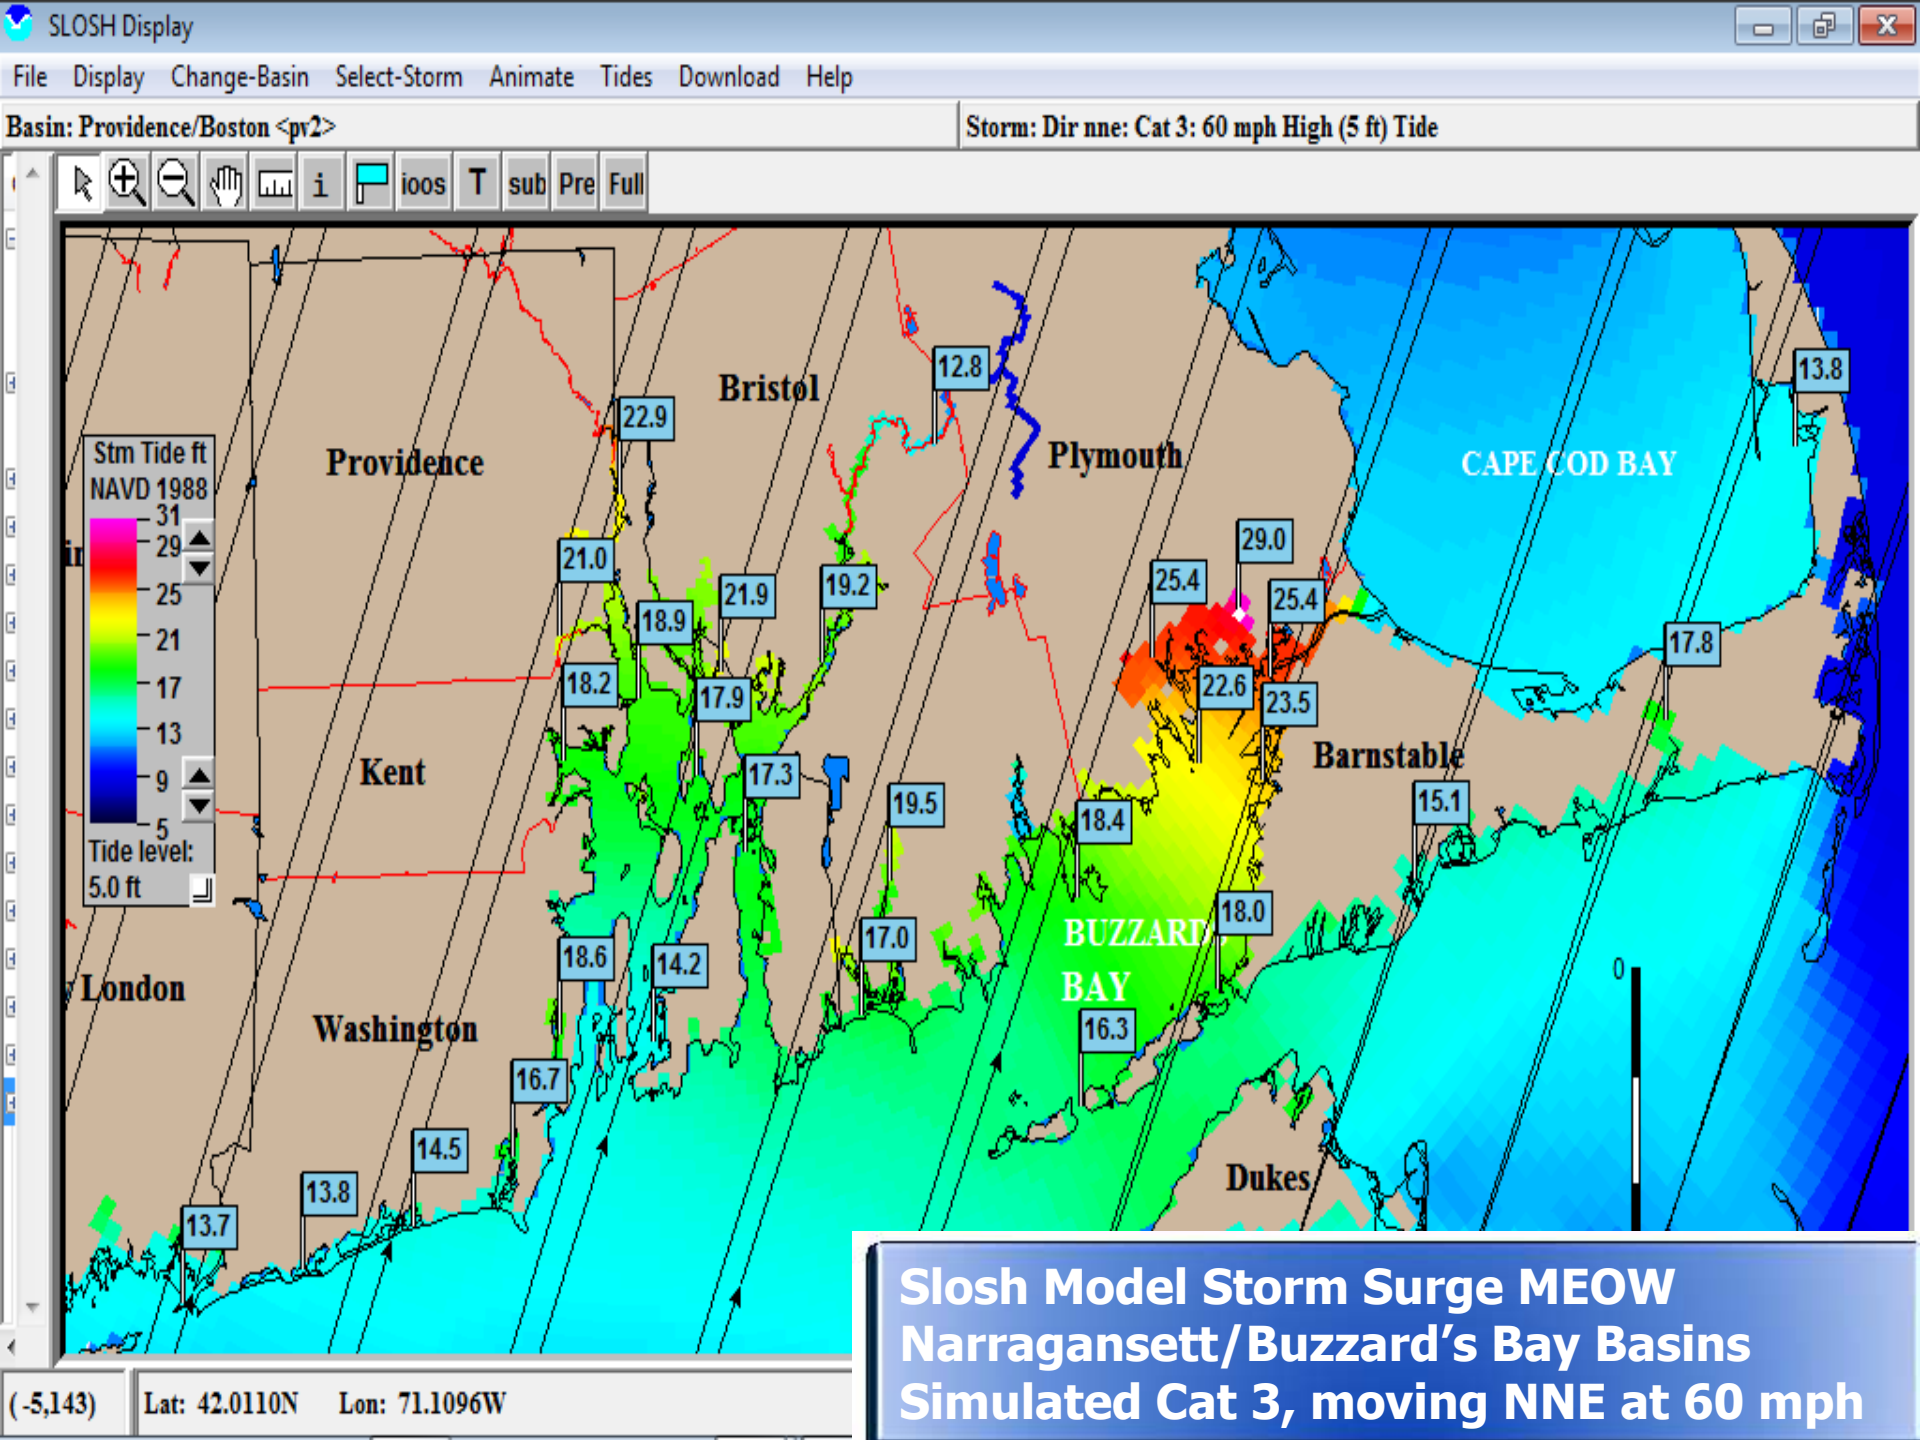 SLOSH Display
File Display Change-Basin Select-Storm Animate Tides Download Help
Basin: Providence/Boston <pv2>
Storm: Dir nne: Cat 3: 60 mph High (5 ft) Tide
i ioos T sub Pre Full
12.8
13.8
Bristol
22.9
Stm Tide ft
NAVD 1988
31
29
25
21
17
13
9
5
Tide level:
5.0 ft
Providence
Plymouth
CAPE COD BAY
29.0
21.0
25.4
19.2
21.9
25.4
18.9
17.8
18.2
22.6
17.9
23.5
Barnstable
Kent
17.3
19.5
15.1
18.4
18.0
BUZZARD
17.0
18.6
14.2
0
London
BAY
Washington
16.3
16.7
14.5
Dukes
13.8
13.7
Slosh Model Storm Surge MEOW
Narragansett/Buzzard’s Bay Basins
Simulated Cat 3, moving NNE at 60 mph
( -5,143) Lat: 42.0110N Lon: 71.1096W